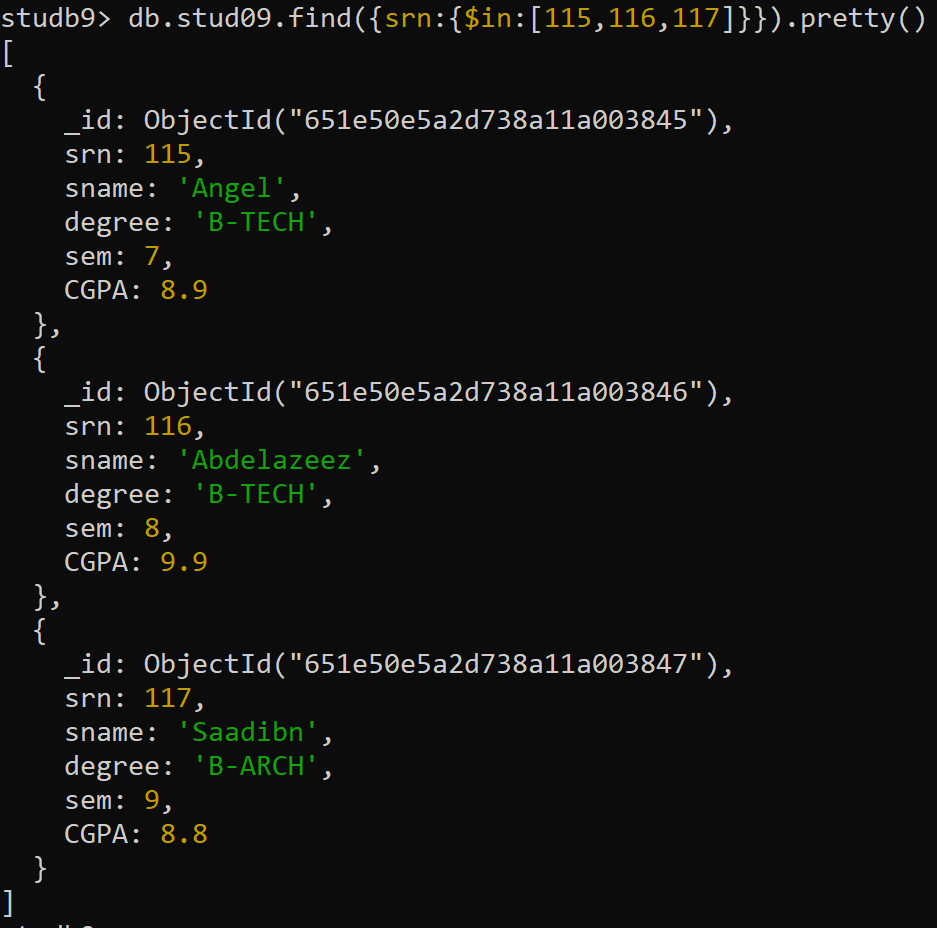 studb9> db.stud09.find({srn:{$in:[115,116,117]}}).pretty()
[
  {
    _id: ObjectId("651e50e5a2d738a11a003845"),
    srn: 115,
    sname: 'Angel',
    degree: 'B-TECH',
    sem: 7,
    CGPA: 8.9
  },
  {
    _id: ObjectId("651e50e5a2d738a11a003846"),
    srn: 116,
    sname: 'Abdelazeez',
    degree: 'B-TECH',
    sem: 8,
    CGPA: 9.9
  },
  {
    _id: ObjectId("651e50e5a2d738a11a003847"),
    srn: 117,
    sname: 'Saadibn',
    degree: 'B-ARCH',
    sem: 9,
    CGPA: 8.8
  }
]